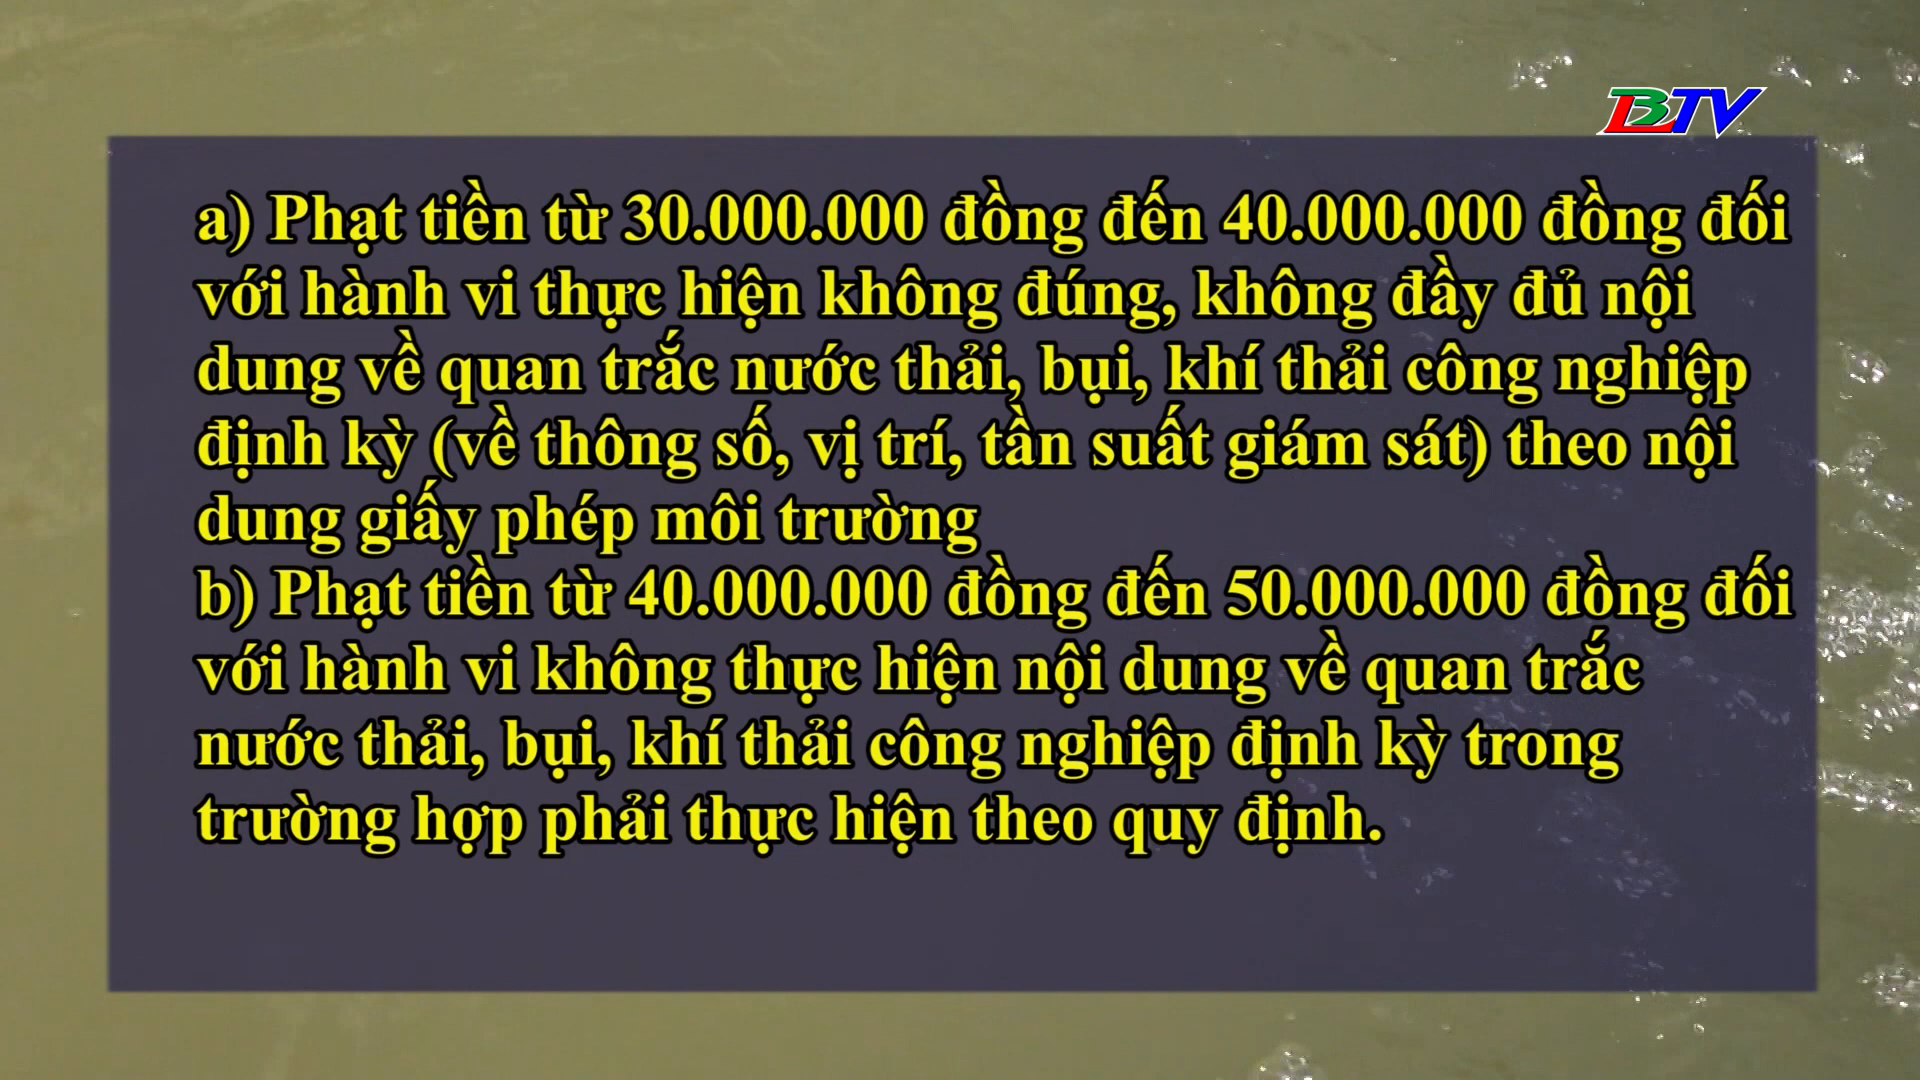 BTV
a) Phạt tiền từ 30.000.000 đồng đến 40.000.000 đồng đối
với hành vi thực hiện không đúng, không đầy đủ nội
dung về quan trắc nước thải, bụi, khí thải công nghiệp
định kỳ (về thông số, vị trí, tần suất giám sát) theo nội
dung giấy phép môi trường
b) Phạt tiền từ 40.000.000 đồng đến 50.000.000 đồng đối
với hành vi không thực hiện nội dung về quan trắc
nước thải, bụi, khí thải công nghiệp định kỳ trong
trường hợp phải thực hiện theo quy định.